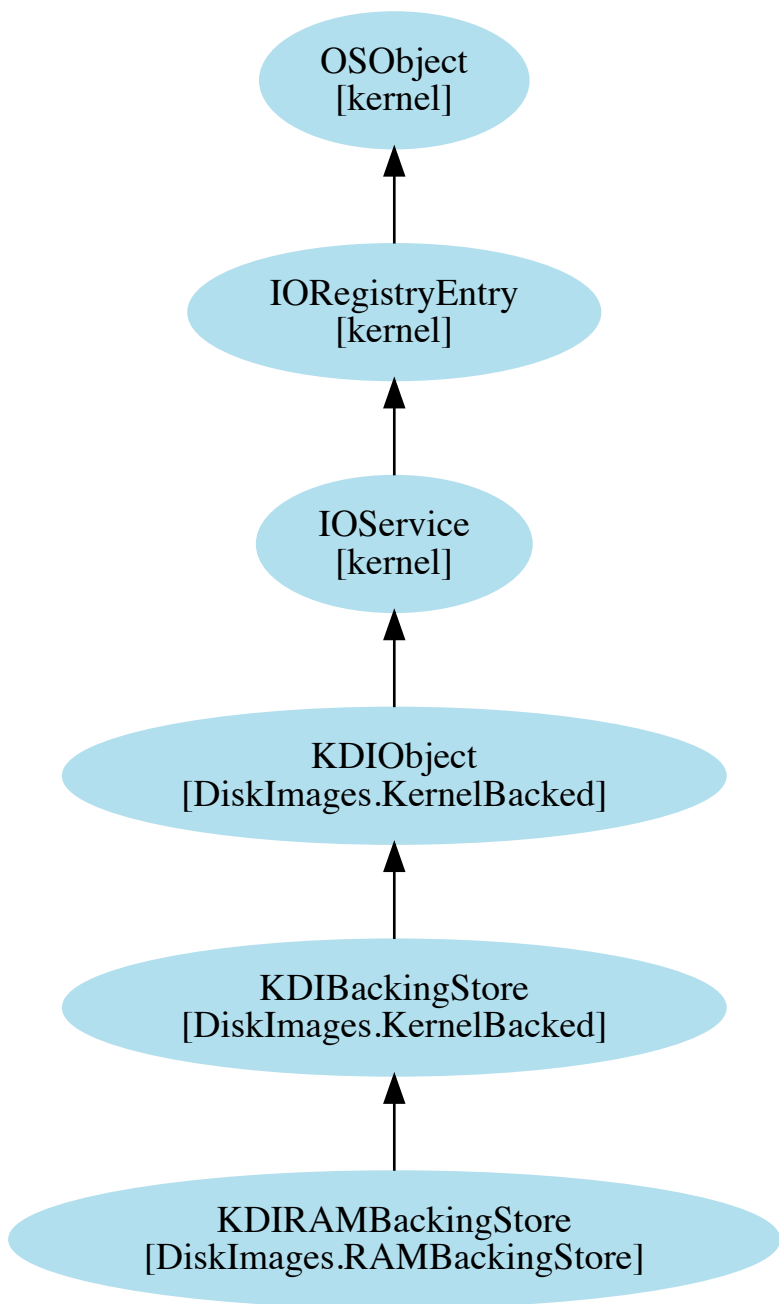 OSObject
[kernel]
IORegistryEntry
[kernel]
IOService
[kernel]
KDIObject
[DiskImages.KernelBacked]
KDIBackingStore
[DiskImages.KernelBacked]
KDIRAMBackingStore
[DiskImages.RAMBackingStore]